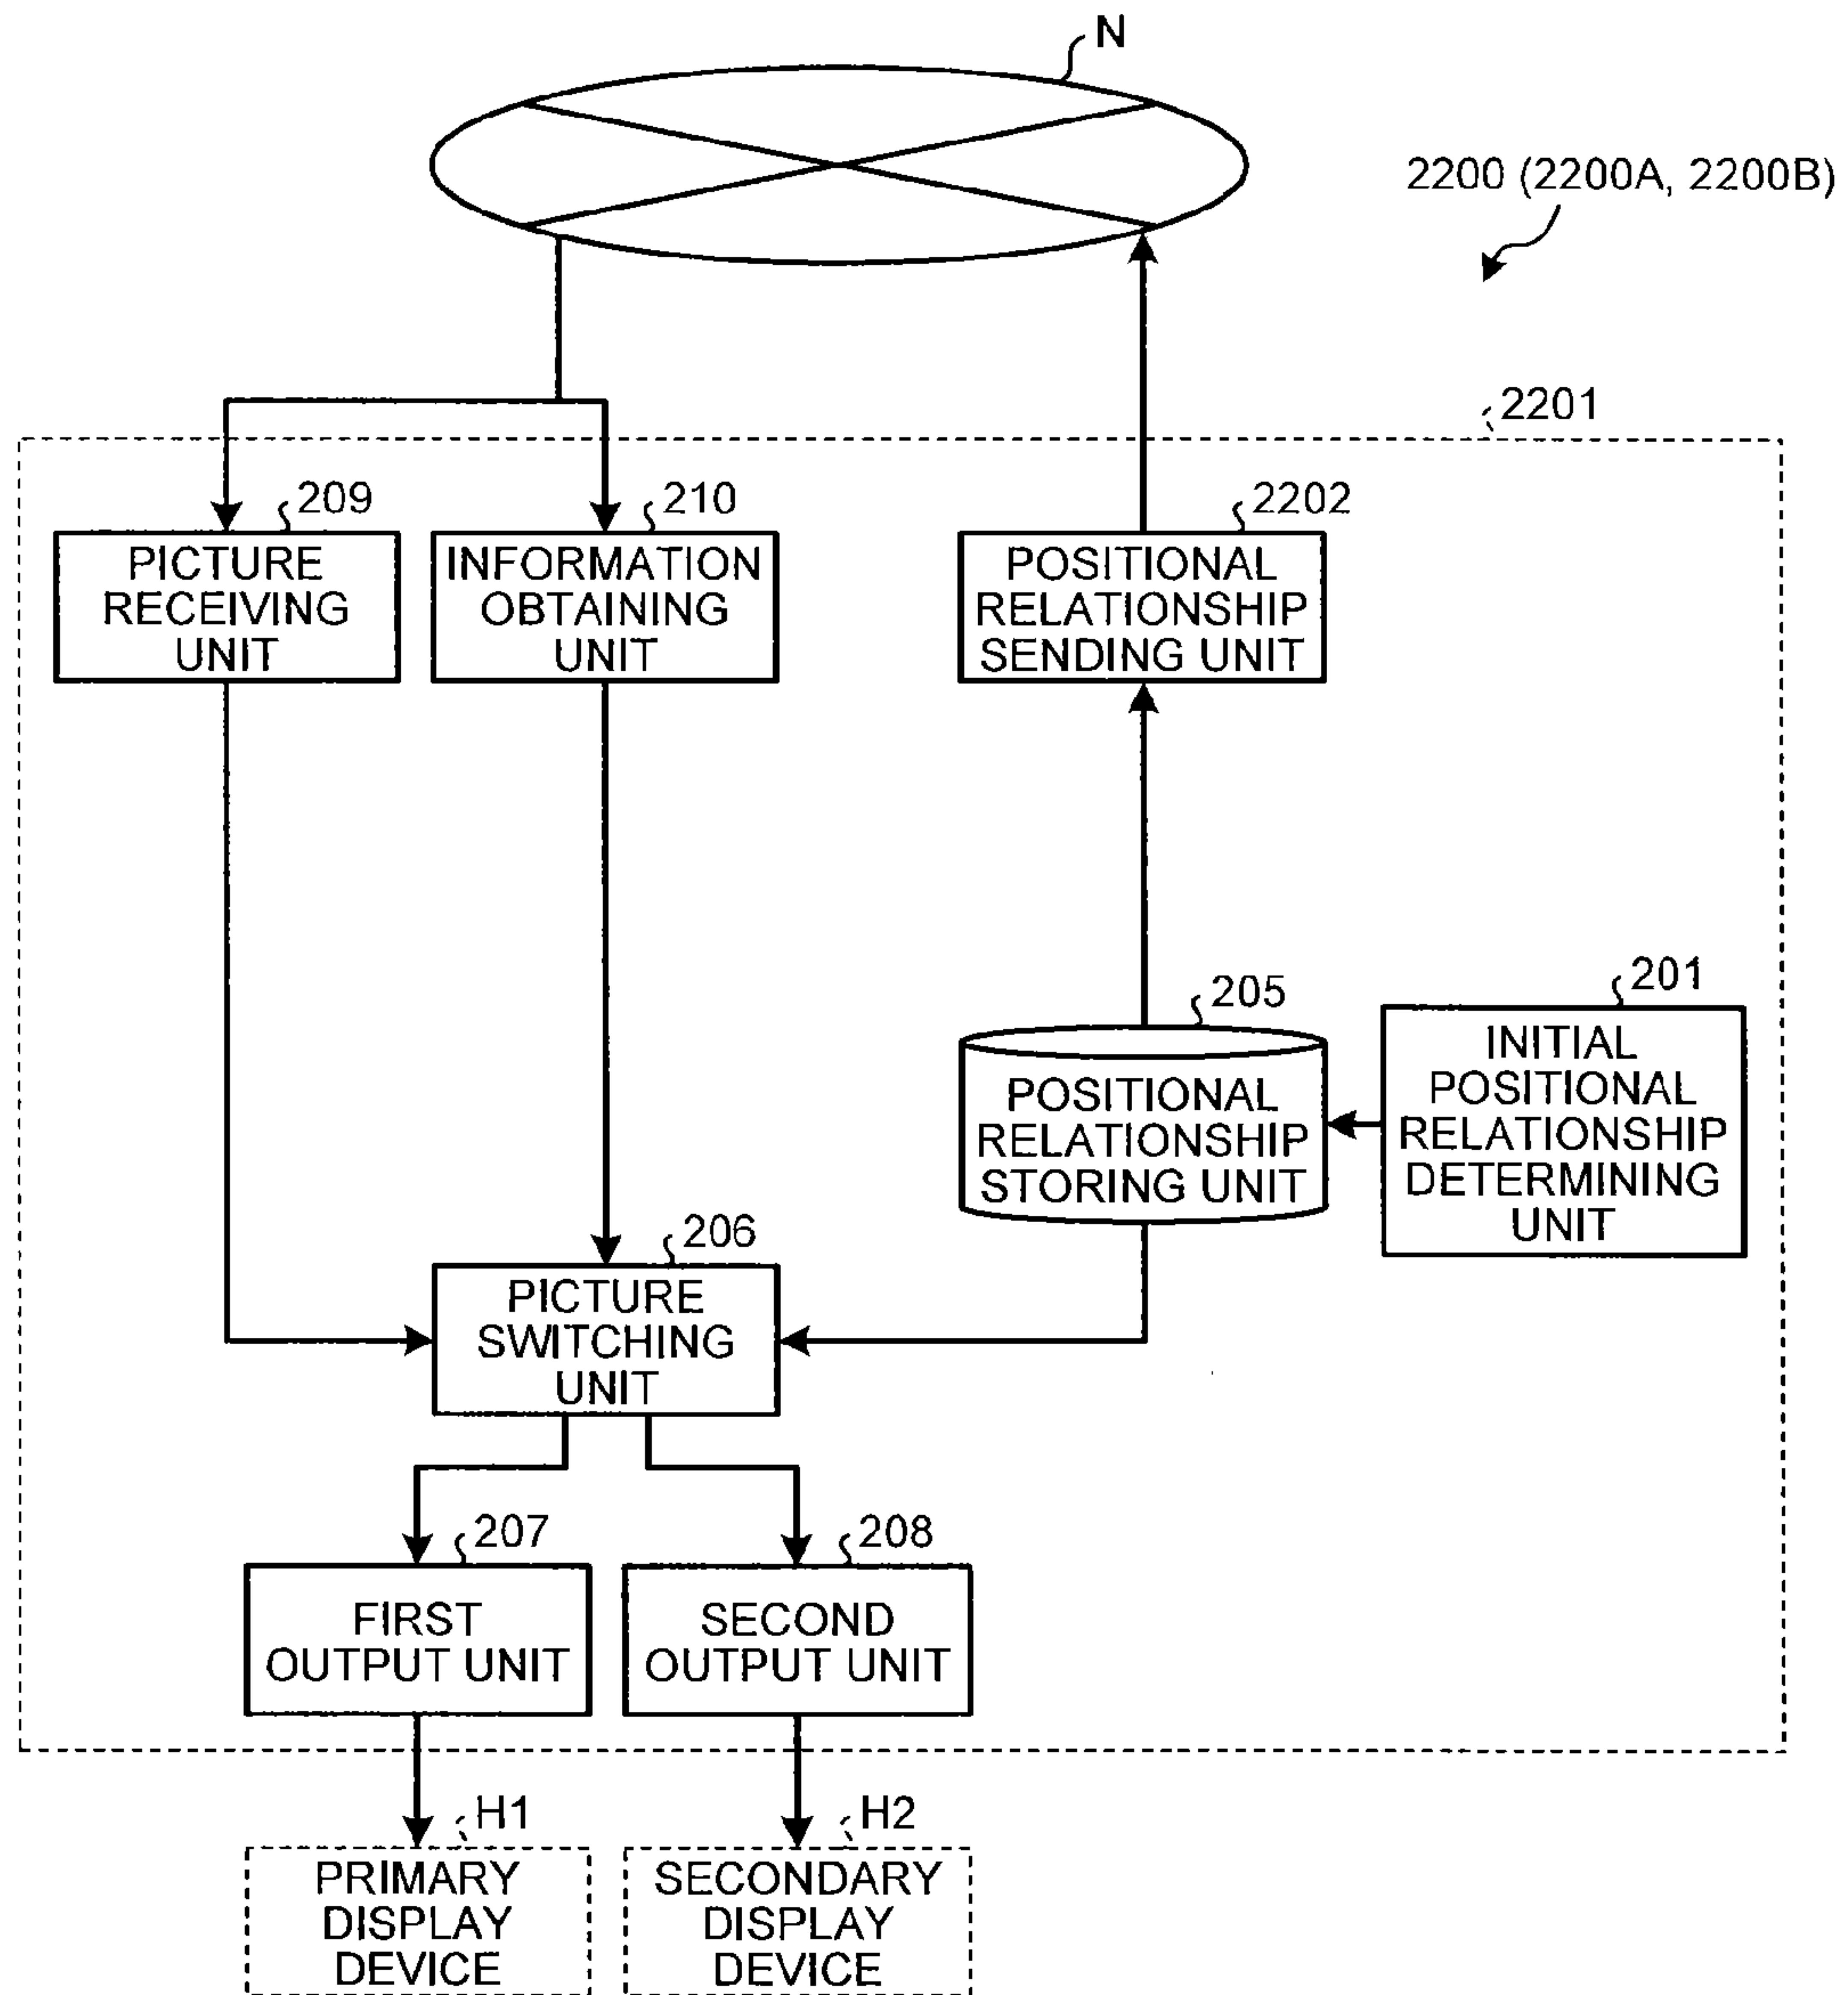 N
2200 (2200A, 2200B)
2201
209
PICTURE
RECEIVING
UNIT
210
INFORMATION
OBTAINING
UNIT
2202
POSITIONAL
RELATIONSHIP
SENDING UNIT
205
POSITIONAL
RELATIONSHIP
STORING UNIT
201
INITIAL
POSITIONAL
RELATIONSHIP
DETERMINING
UNIT
206
PICTURE
SWITCHING
UNIT
207
FIRST
OUTPUT UNIT
208
SECOND
OUTPUT UNIT
H1
PRIMARY
DISPLAY
DEVICE
H2
SECONDARY
DISPLAY
DEVICE